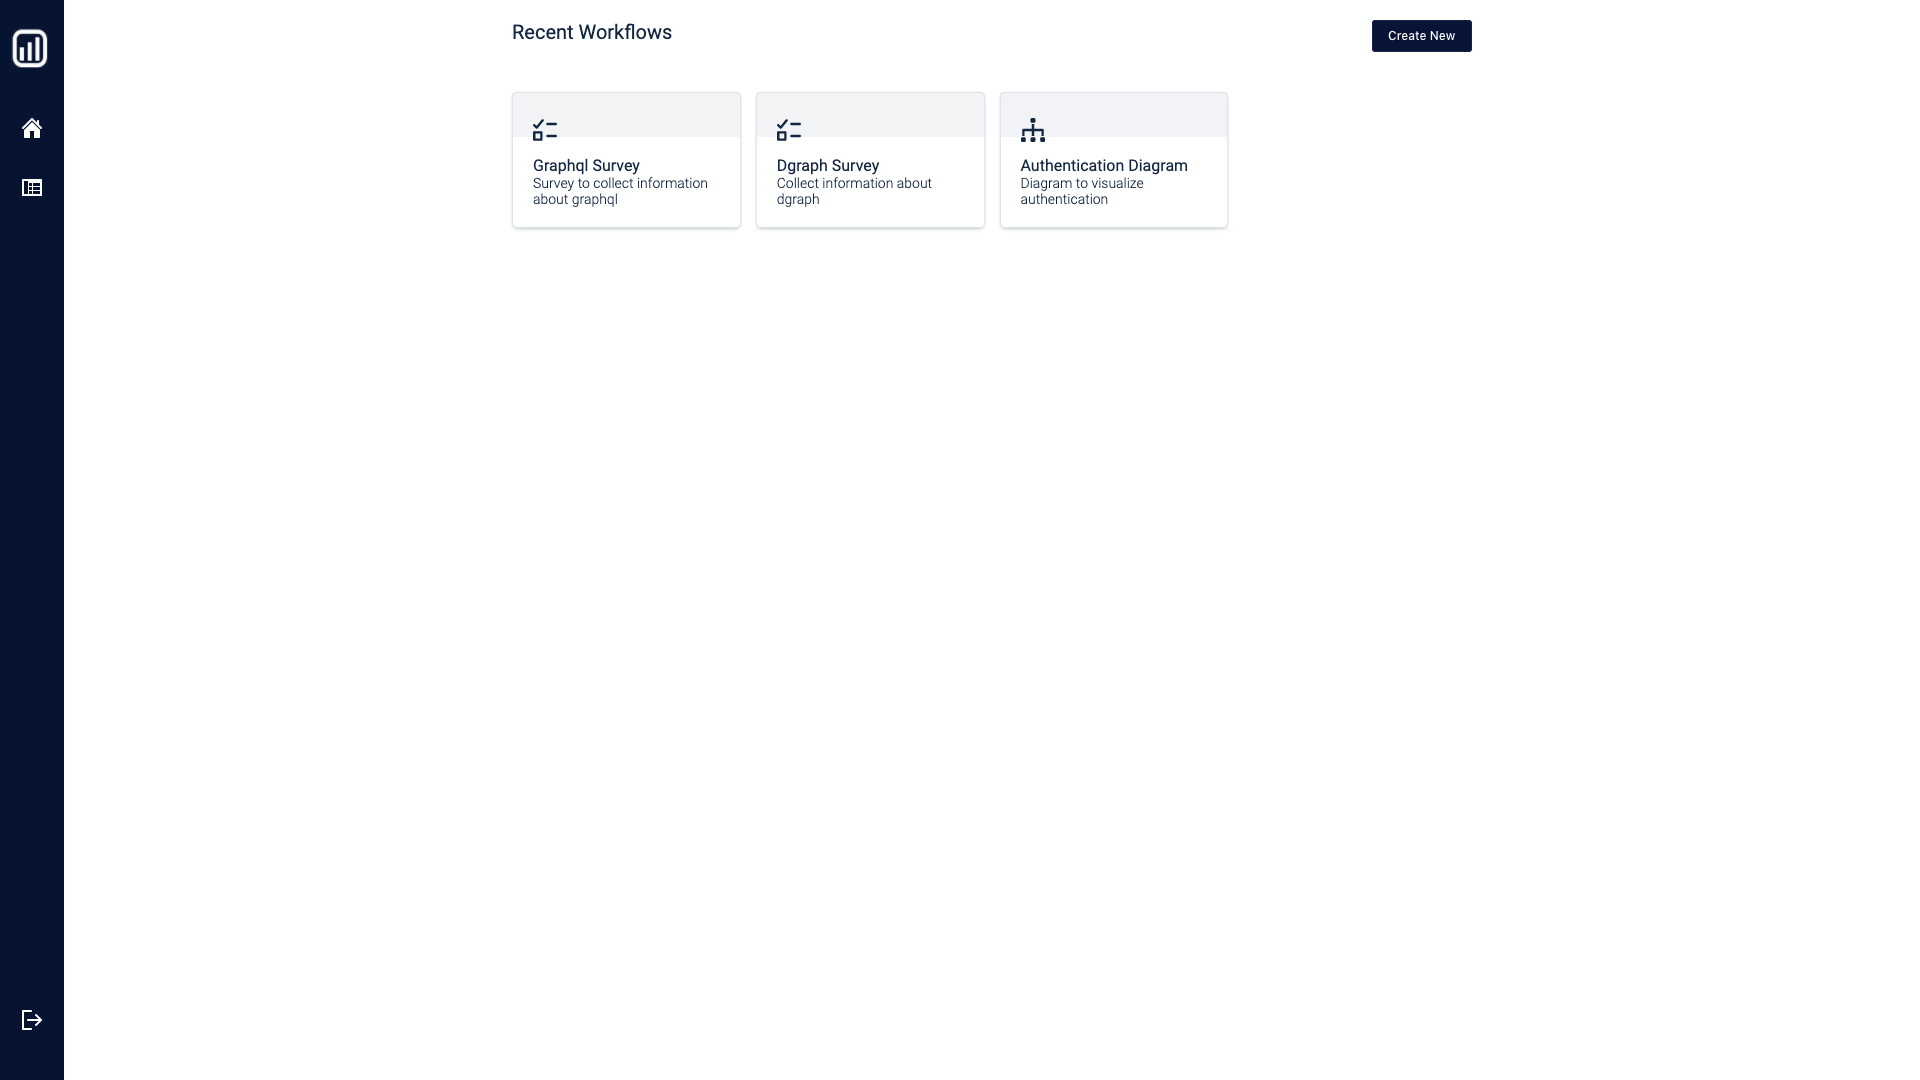 Recent Workflows
Create New
Graphql Survey
Survey to collect information
about graphql
Dgraph Survey
Collect information about
dgraph
Authentication Diagram
Diagram to visualize
authentication